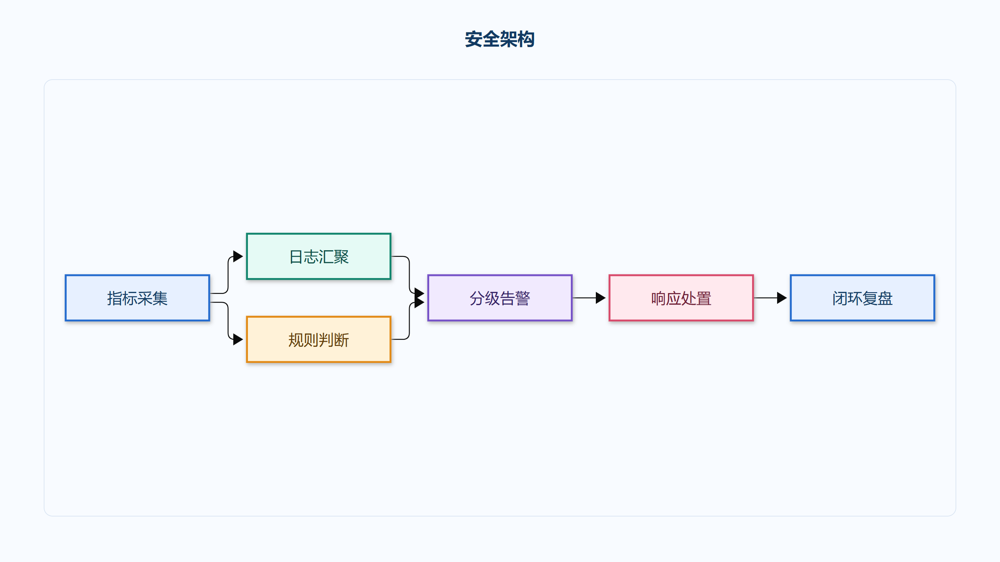 安全架构
指标采集
日志汇聚
规则判断
分级告警
响应处置
闭环复盘